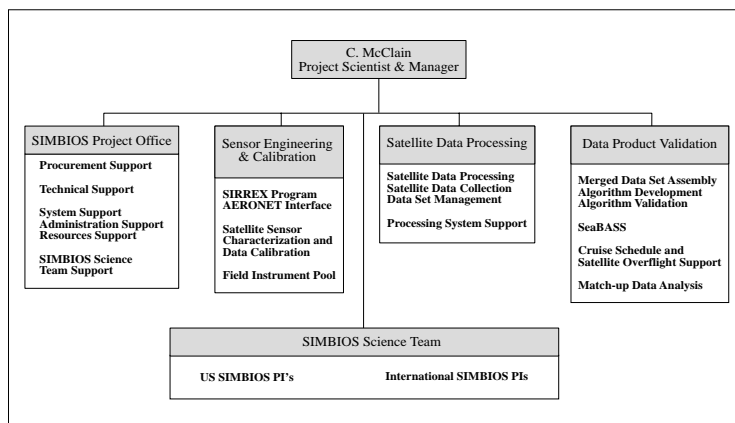 C. McClain
Project Scientist & Manager
SIMBIOS Project Office
Procurement Support
Technical Support
System Support
Administration Support
Resources Support
SIMBIOS Science
Team Support
Sensor Engineering
& Calibration
SIRREX Program
AERONET Interface
Satellite Sensor
Characterization and
Data Calibration
Field Instrument Pool
Satellite Data Processing
Satellite Data Processing
Satellite Data Collection
Data Set Management
Processing System Support
Data Product Validation
Merged Data Set Assembly
Algorithm Development
Algorithm Validation
SeaBASS
Cruise Schedule and
Satellite Overflight Support
Match-up Data Analysis
SIMBIOS Science Team
US SIMBIOS PI's
International SIMBIOS PIs